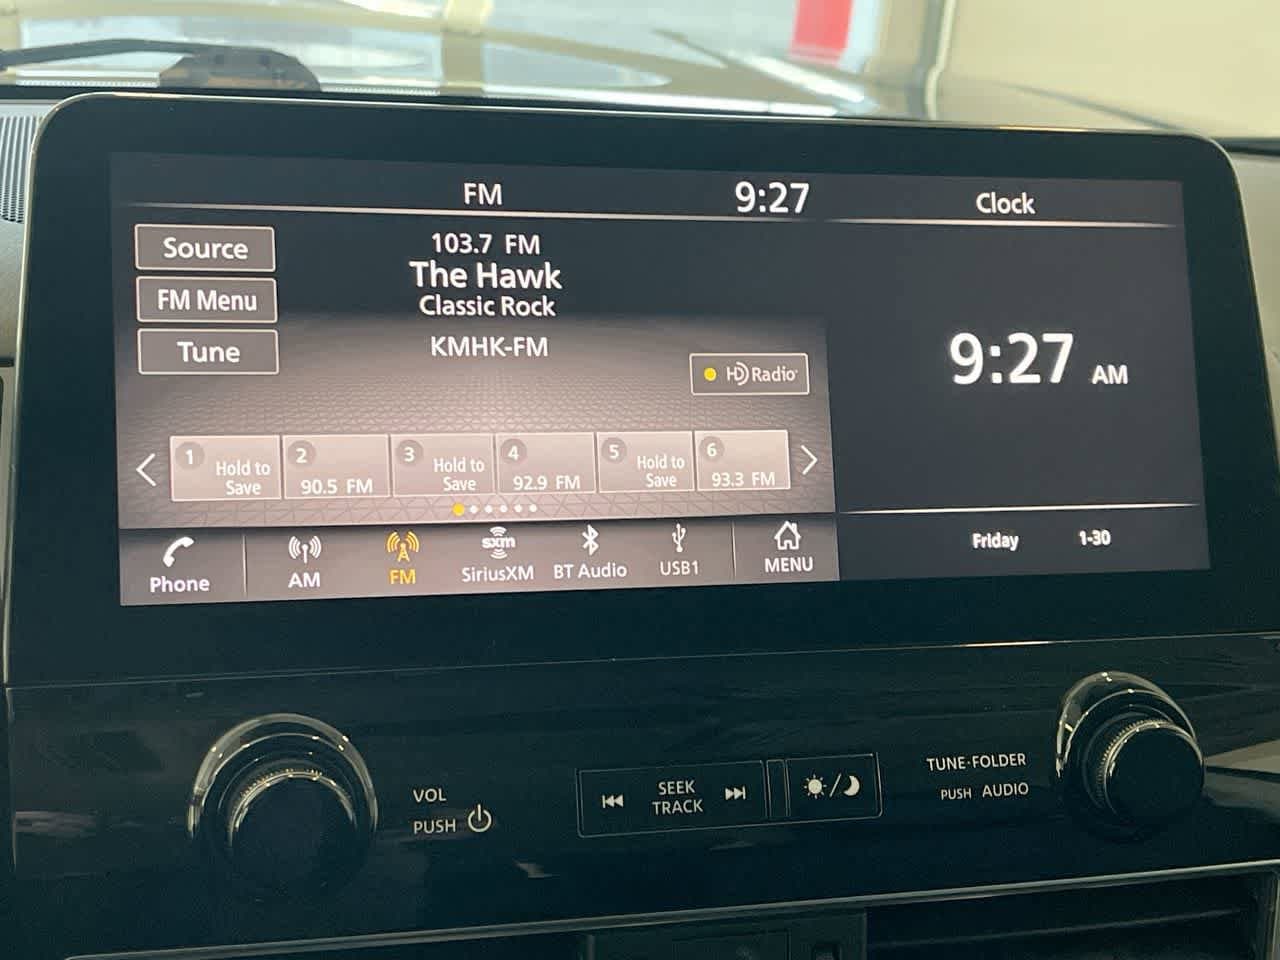 FM
9:27
Clock
Source
FM Menu
Tune
103.7 FM
The Hawk
Classic Rock
KMHK-FM
HD Radio
9:27 AM
1
Hold to
Save
2
90.5 FM
3
Hold to
Save
4
92.9 FM
5
Hold to
Save
6
93.3 FM
Phone
AM
FM
sxm
SiriusXM
BT Audio
USB1
MENU
Friday
1-30
VOL
PUSH
SEEK
TRACK
TUNE·FOLDER
PUSH AUDIO